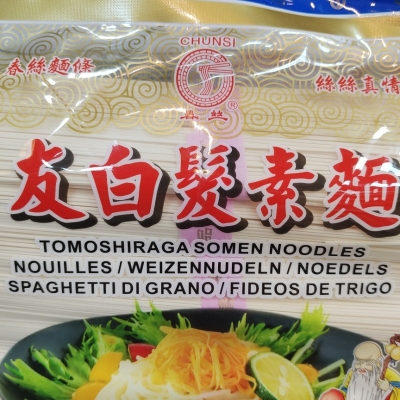 CHUNSI
春絲麵條
絲絲真情
春絲®
友白髮素麵
TOMOSHIRAGA SOMEN NOODLES
NOUILLES / WEIZENNUDELN / NOEDELS
SPAGHETTI DI GRANO / FIDEOS DE TRIGO